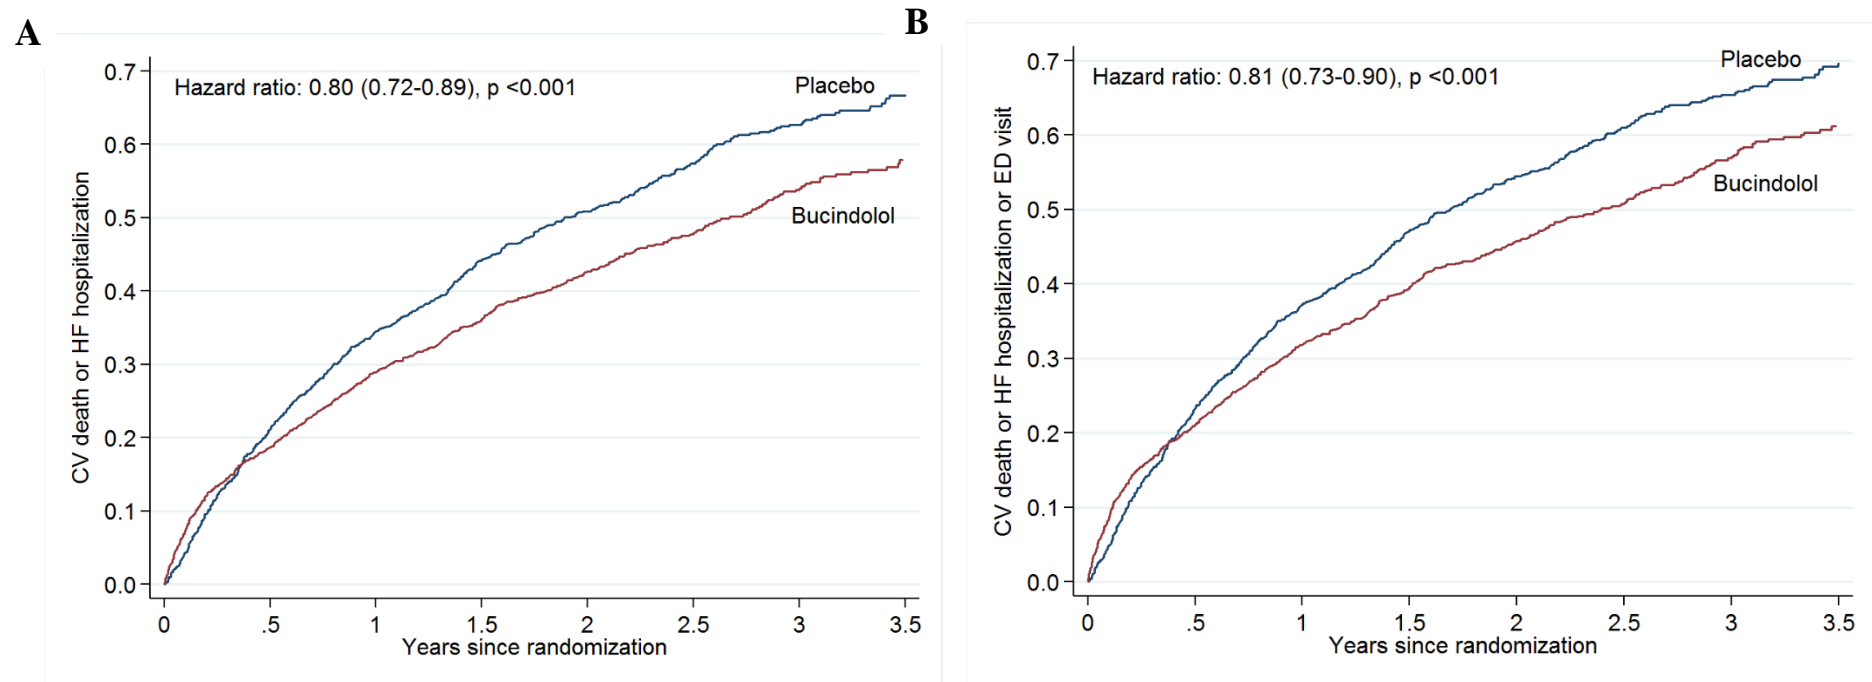 A
Hazard ratio: 0.80 (0.72-0.89), p <0.001
Placebo
Bucindolol
CV death or HF hospitalization
0.7
0.6
0.5
0.4
0.3
0.2
0.1
0.0
0 .5 1 1.5 2 2.5 3 3.5
Years since randomization
B
Hazard ratio: 0.81 (0.73-0.90), p <0.001
Placebo
Bucindolol
CV death or HF hospitalization or ED visit
0.7
0.6
0.5
0.4
0.3
0.2
0.1
0.0
0 .5 1 1.5 2 2.5 3 3.5
Years since randomization